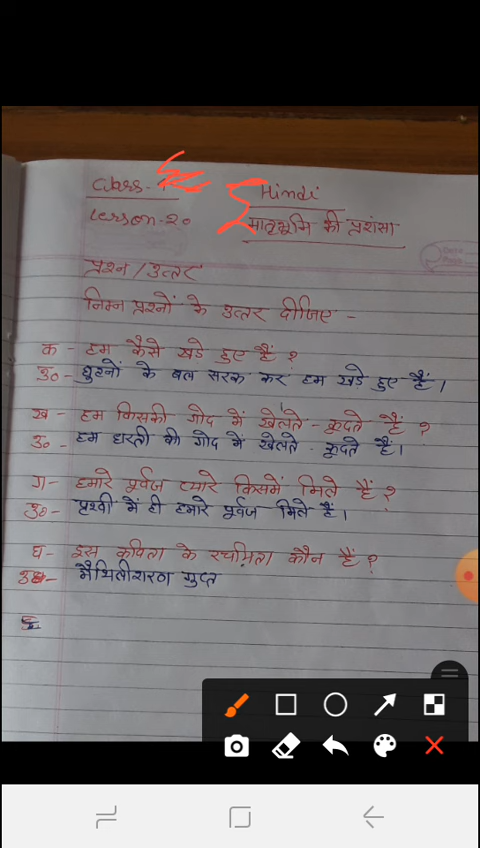 Class-
Hindi
Lesson-20
मातृभूमि की प्रशंसा
प्रश्न/उत्तर
निम्न प्रश्नों के उत्तर दीजिए -
क - हम कैसे खडे हुए हैं ?
उ० - घुटनों के बल सरक कर हम खडे हुए हैं ।
ख - हम किसकी गोद में खेलते - कूदते हैं ?
उ० - हम धरती की गोद में खेलते - कूदते हैं।
ग - हमारे पूर्वज प्यारे किसमें मिले हैं ?
उ० - पृथ्वी में ही हमारे पूर्वज मिले हैं।
घ - इस कविता के रचयिता कौन हैं ?
उ० - मैथिलीशरण गुप्त